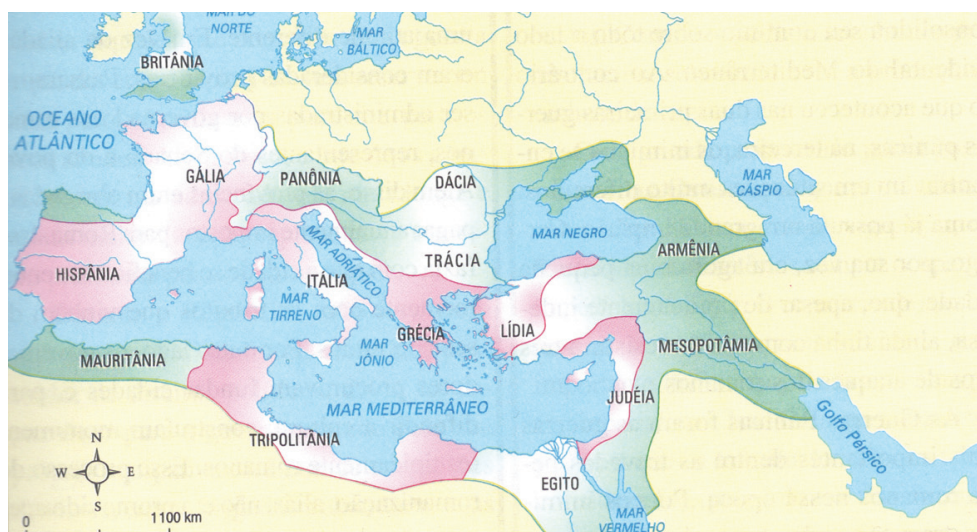 MAR DO
NORTE
MAR
BÁLTICO
BRITÂNIA
OCEANO
ATLÂNTICO
GÁLIA
PANÔNIA
DÁCIA
MAR
CÁSPIO
HISPÂNIA
MAR ADRIÁTICO
ITÁLIA
TRÁCIA
MAR NEGRO
ARMÊNIA
MAR
TIRRENO
GRÉCIA
LÍDIA
MESOPOTÂMIA
MAURITÂNIA
MAR
JÔNIO
JUDÉIA
MAR MEDITERRÂNEO
TRIPOLITÂNIA
EGITO
Golfo Pérsico
MAR
VERMELHO
N
W
E
S
0
1100 km